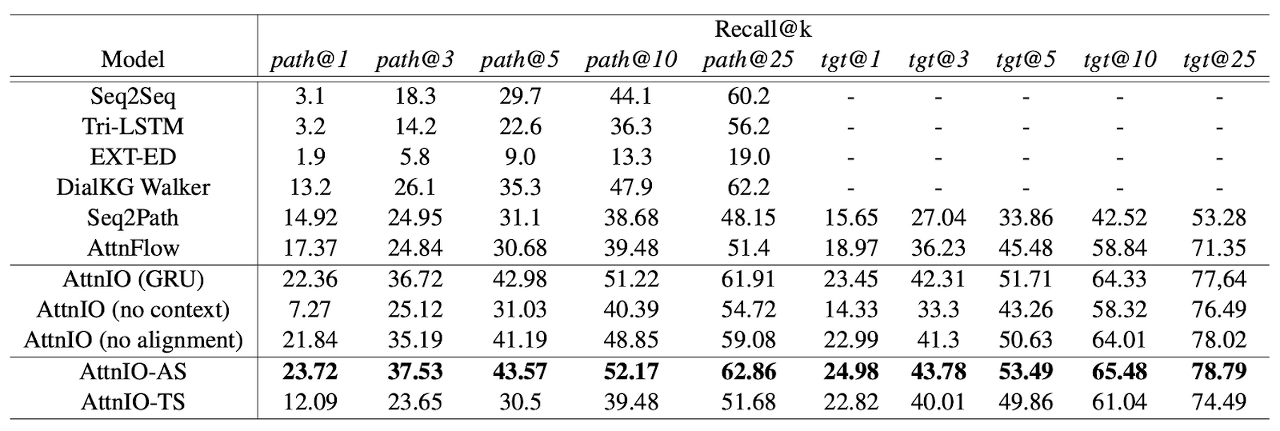 Recall@k
Model path@1 path@3 path@5 path@10 path@25 tgt@1 tgt@3 tgt@5 tgt@10 tgt@25
Seq2Seq 3.1 18.3 29.7 44.1 60.2 - - - - -
Tri-LSTM 3.2 14.2 22.6 36.3 56.2 - - - - -
EXT-ED 1.9 5.8 9.0 13.3 19.0 - - - - -
DialKG Walker 13.2 26.1 35.3 47.9 62.2 - - - - -
Seq2Path 14.92 24.95 31.1 38.68 48.15 15.65 27.04 33.86 42.52 53.28
AttnFlow 17.37 24.84 30.68 39.48 51.4 18.97 36.23 45.48 58.84 71.35
AttnIO (GRU) 22.36 36.72 42.98 51.22 61.91 23.45 42.31 51.71 64.33 77,64
AttnIO (no context) 7.27 25.12 31.03 40.39 54.72 14.33 33.3 43.26 58.32 76.49
AttnIO (no alignment) 21.84 35.19 41.19 48.85 59.08 22.99 41.3 50.63 64.01 78.02
AttnIO-AS 23.72 37.53 43.57 52.17 62.86 24.98 43.78 53.49 65.48 78.79
AttnIO-TS 12.09 23.65 30.5 39.48 51.68 22.82 40.01 49.86 61.04 74.49